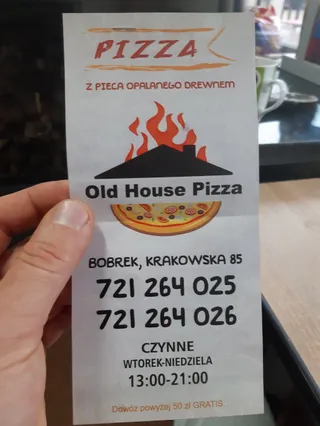 PIZZA
Z PIECA OPALANEGO DREWNEM
Old House Pizza
BOBREK, KRAKOWSKA 85
721 264 025
721 264 026
CZYNNE
WTOREK-NIEDZIELA
13:00-21:00
Dowóz powyżej 50 zł GRATIS